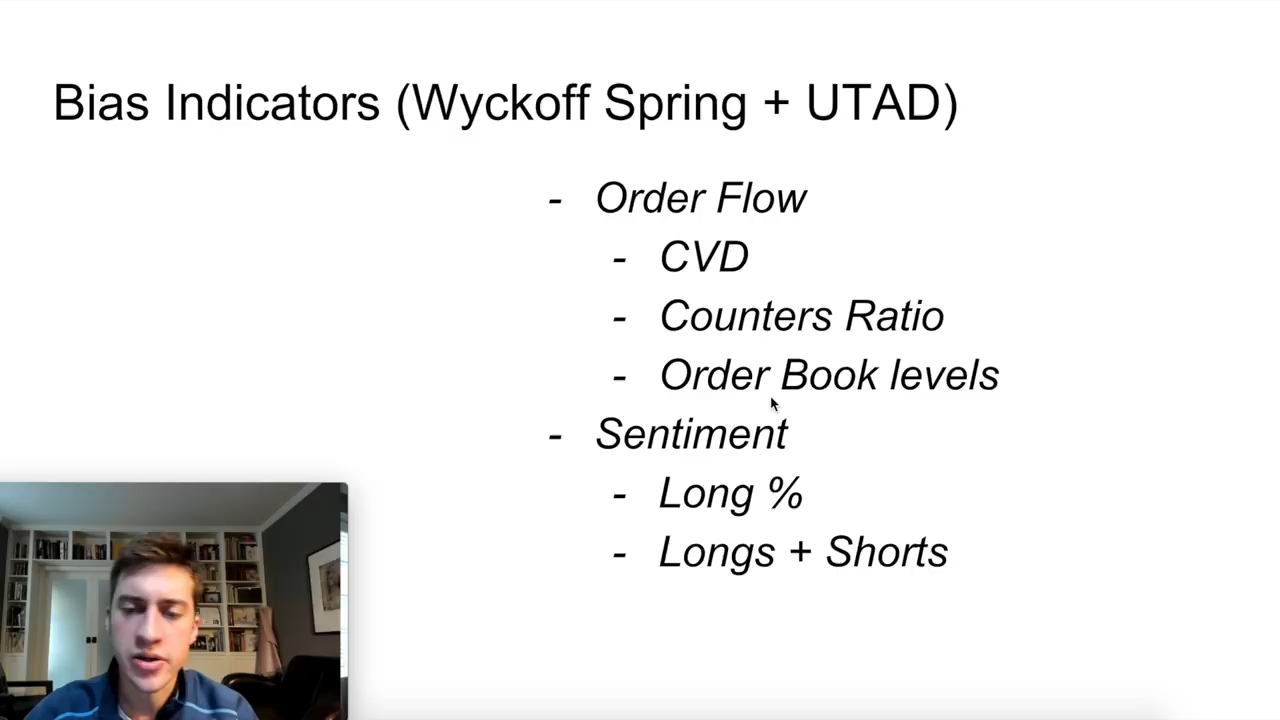 Bias Indicators (Wyckoff Spring + UTAD)
- Order Flow
- CVD
- Counters Ratio
- Order Book levels
- Sentiment
- Long %
- Longs + Shorts